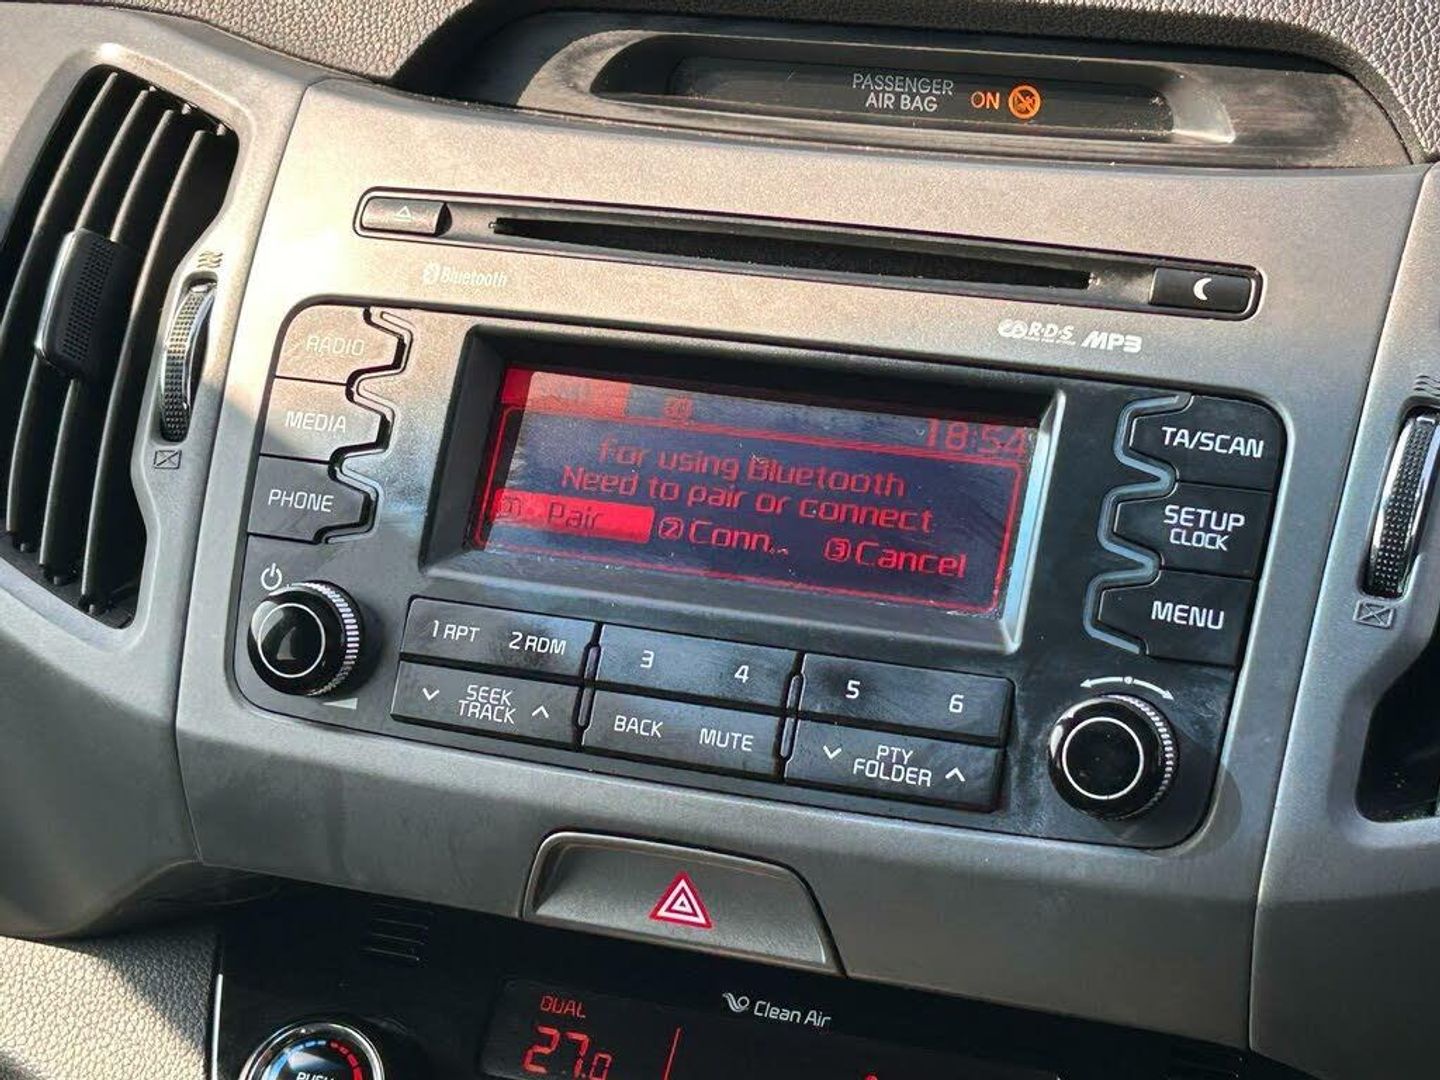 PASSENGER
AIR BAG ON
Bluetooth
R·D·S MP3
RADIO
MEDIA
PHONE
18:54
For using Bluetooth
Need to pair or connect
1 Pair 2 Conn... 3 Cancel
TA/SCAN
SETUP
CLOCK
MENU
1 RPT 2 RDM 3 4 5 6
SEEK
TRACK
BACK MUTE
PTY
FOLDER
Clean Air
DUAL
27.0
PUSH